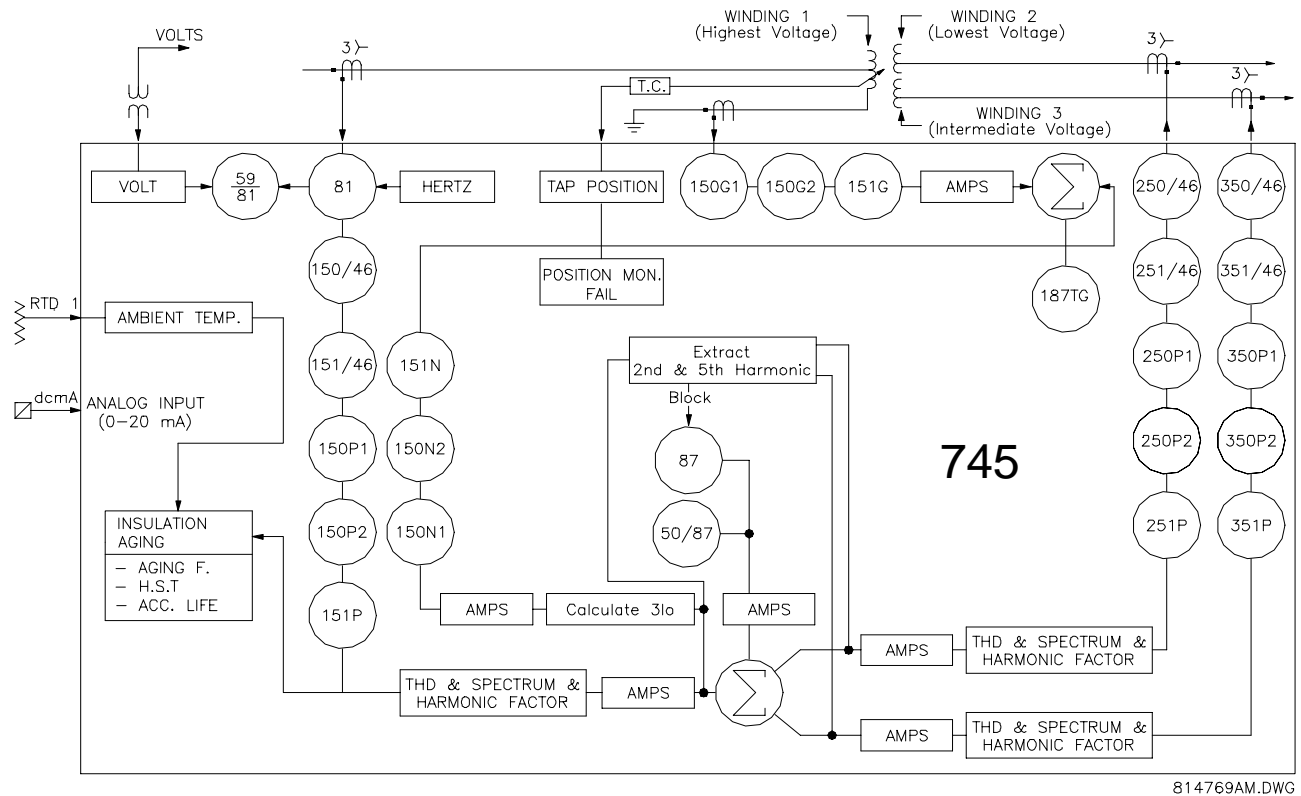 WINDING 1
(Highest Voltage)
WINDING 2
(Lowest Voltage)
VOLTS
3
3
3
T.C.
WINDING 3
(Intermediate Voltage)
VOLT
59
81
81
HERTZ
TAP POSITION
150G1
150G2
151G
AMPS
Σ
250/46
350/46
150/46
POSITION MON.
FAIL
187TG
251/46
351/46
RTD 1
AMBIENT TEMP.
151/46
151N
Extract
2nd & 5th Harmonic
250P1
350P1
Block
dcmA
ANALOG INPUT
(0-20 mA)
150P1
150N2
87
745
250P2
350P2
INSULATION
AGING
- AGING F.
- H.S.T
- ACC. LIFE
150P2
150N1
50/87
251P
351P
151P
AMPS
Calculate 3Io
AMPS
AMPS
THD & SPECTRUM &
HARMONIC FACTOR
THD & SPECTRUM &
HARMONIC FACTOR
AMPS
Σ
AMPS
THD & SPECTRUM &
HARMONIC FACTOR
814769AM.DWG